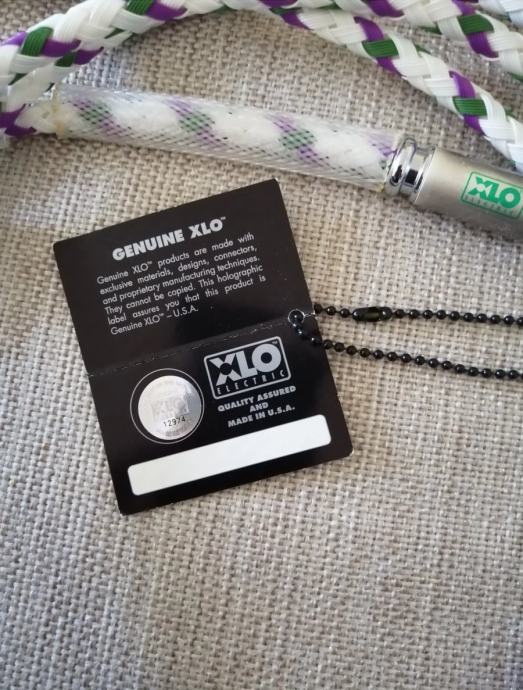 XLO
ELECTRIC
GENUINE XLO™
Genuine XLO™ products are made with
exclusive materials, designs, connectors,
and proprietary manufacturing techniques.
They cannot be copied. This holographic
label assures you that this product is
Genuine XLO™ – U.S.A.
XLO™
ELECTRIC
12974
QUALITY ASSURED
AND
MADE IN U.S.A.